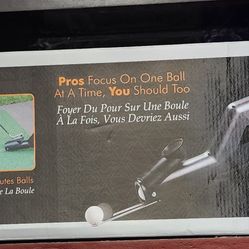 Pros Focus On One Ball
At A Time, You Should Too
Foyer Du Pour Sur Une Boule
À La Fois, Vous Devriez Aussi
utes Balls
La Boule